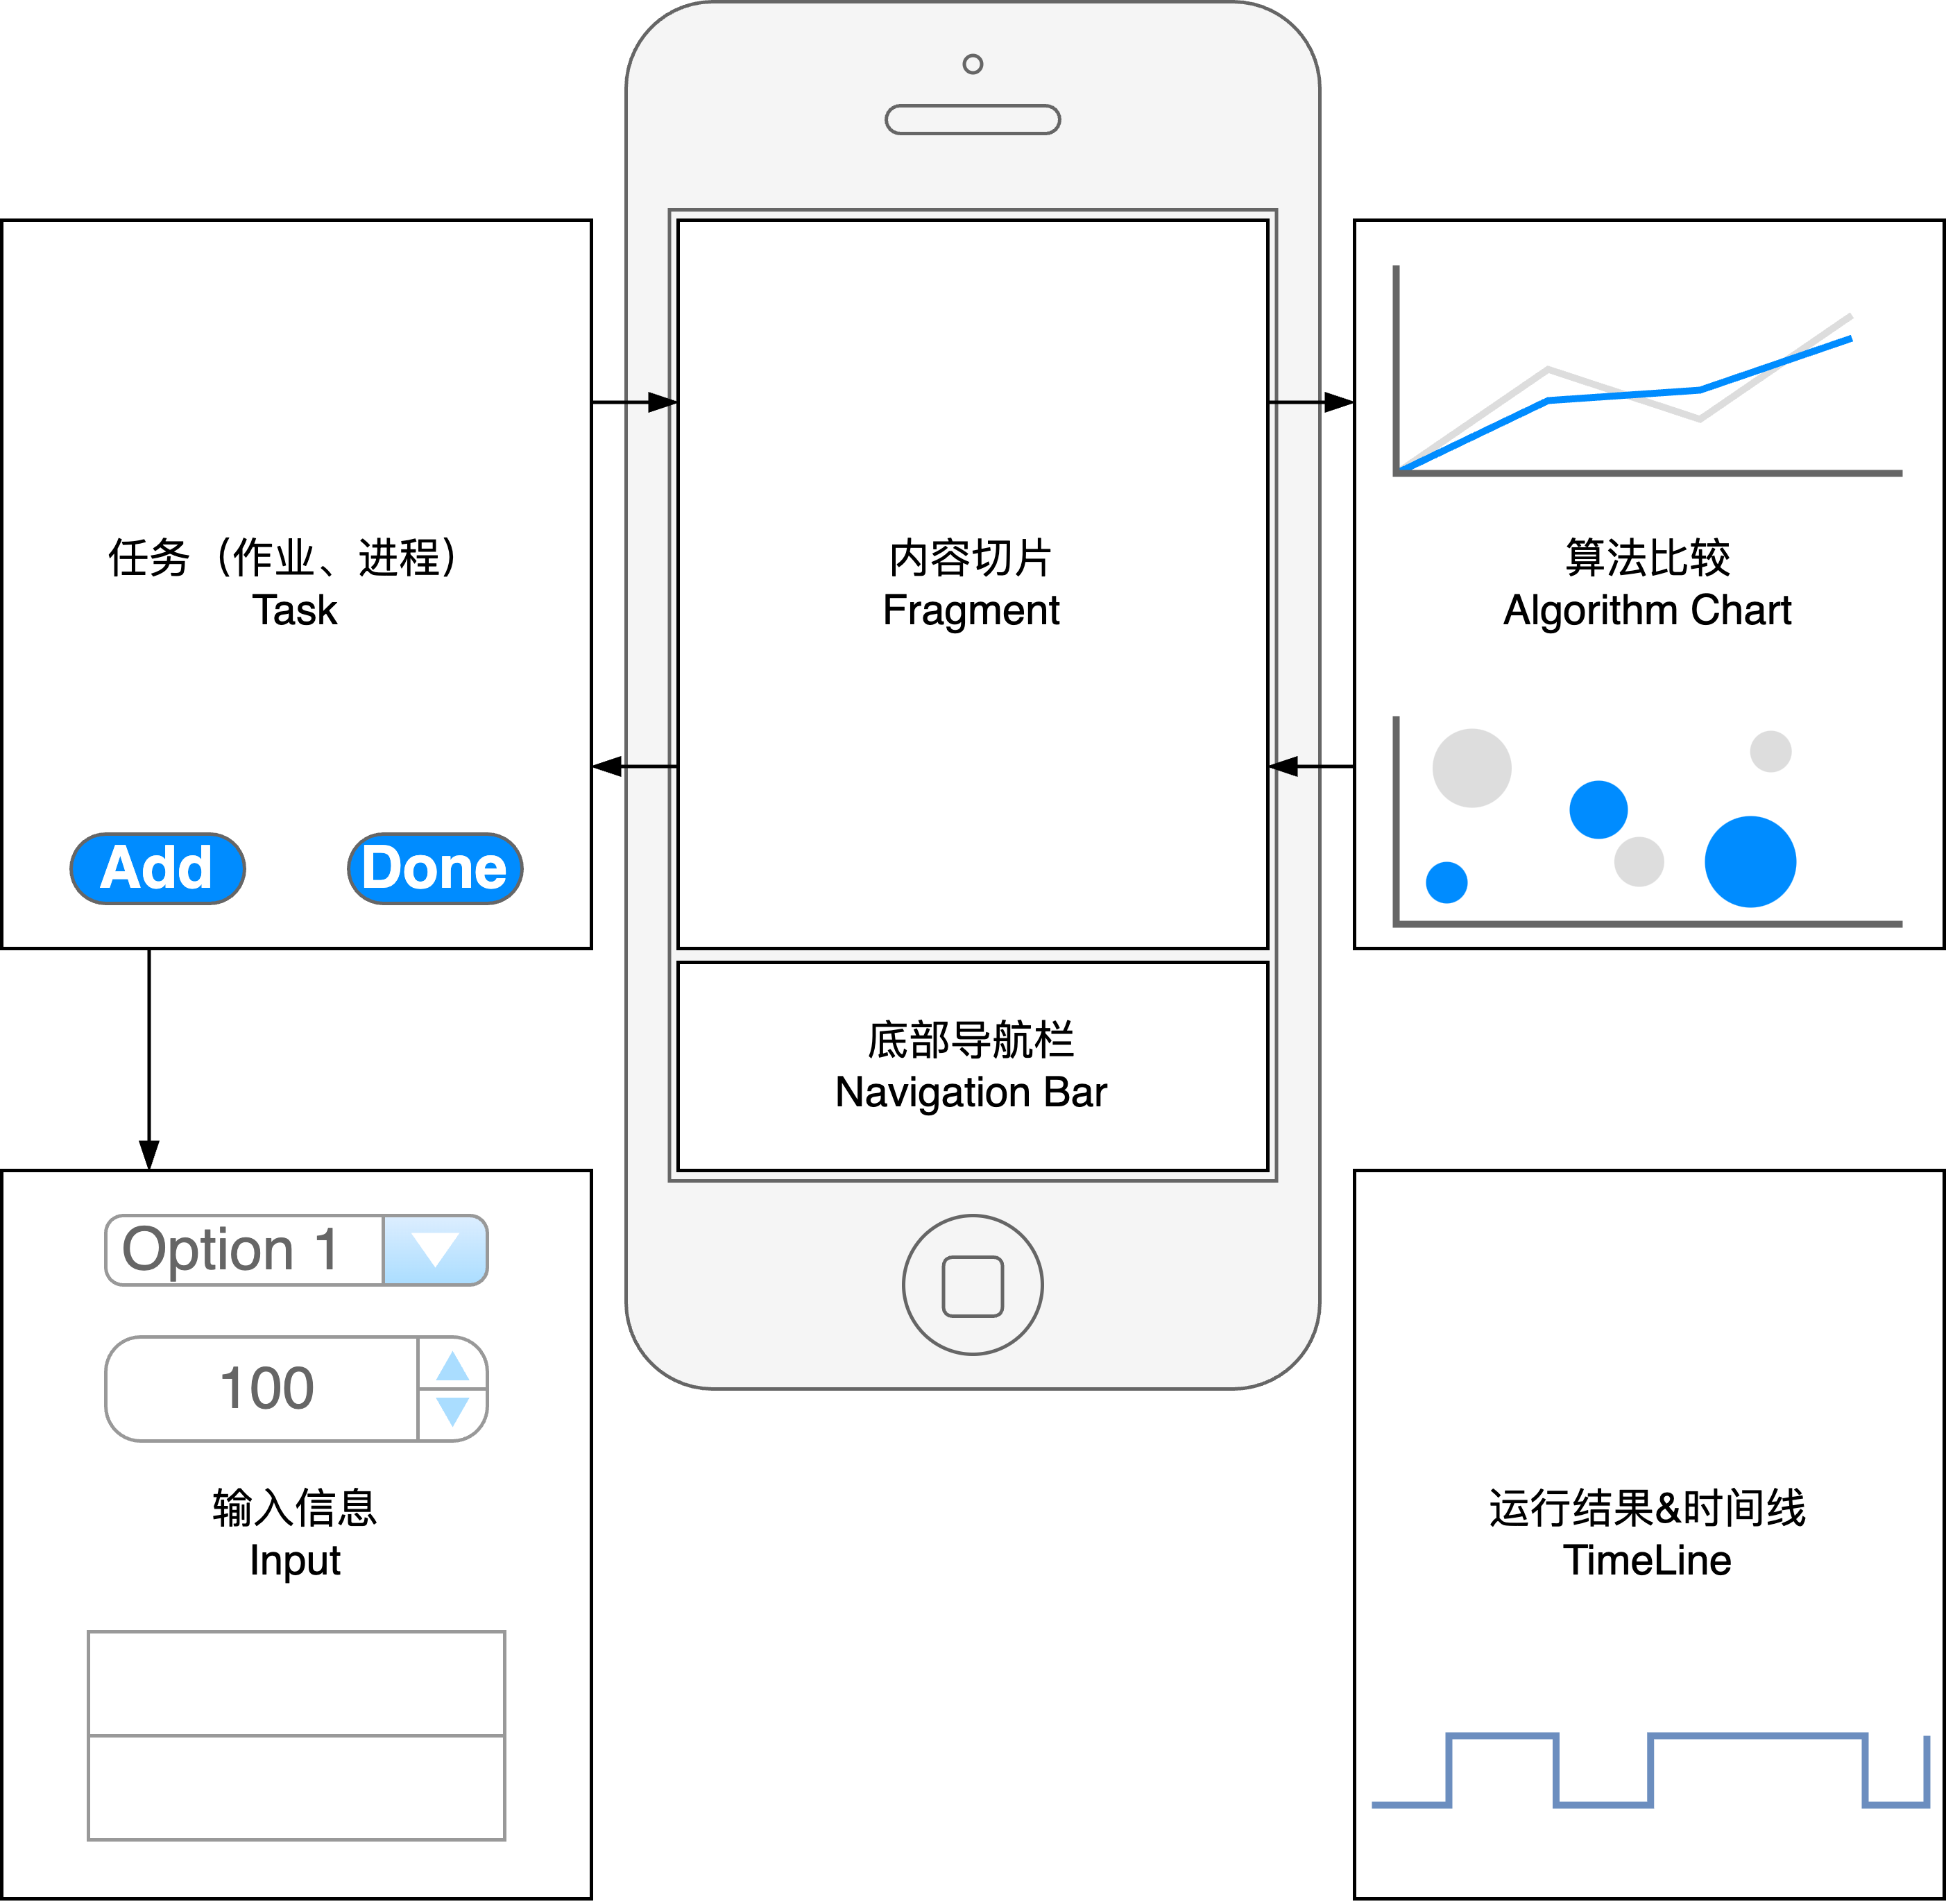 任务（作业、进程）
Task
Add
Done
内容切片
Fragment
算法比较
Algorithm Chart
底部导航栏
Navigation Bar
Option 1
100
输入信息
Input
运行结果&时间线
TimeLine